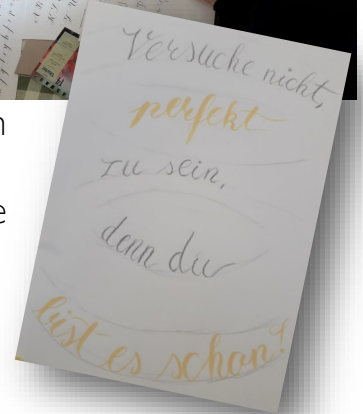 Versuche nicht,
perfekt
zu sein,
denn du
bist es schon!